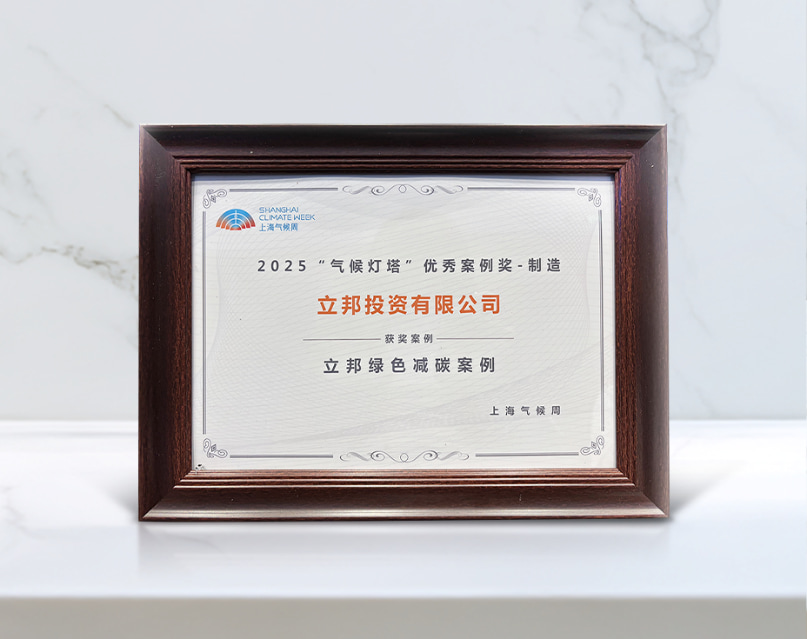 SHANGHAI
CLIMATE WEEK
上海气候周
2025“气候灯塔”优秀案例奖-制造
立邦投资有限公司
获奖案例
立邦绿色减碳案例
上海气候周